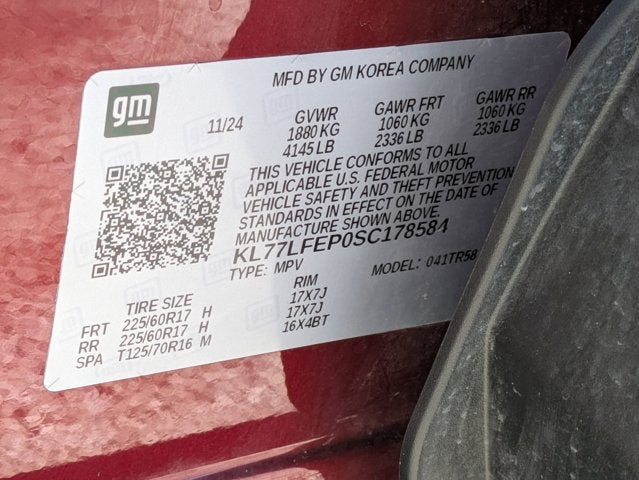 MFD BY GM KOREA COMPANY
gm
11/24
GVWR GAWR FRT GAWR RR
1880 KG 1060 KG 1060 KG
4145 LB 2336 LB 2336 LB
THIS VEHICLE CONFORMS TO ALL
APPLICABLE U.S. FEDERAL MOTOR
VEHICLE SAFETY AND THEFT PREVENTION
STANDARDS IN EFFECT ON THE DATE OF
MANUFACTURE SHOWN ABOVE.
KL77LFEP0SC178584
TYPE: MPV MODEL: 041TR58
TIRE SIZE RIM
FRT 225/60R17 H 17X7J
RR 225/60R17 H 17X7J
SPA T125/70R16 M 16X4BT